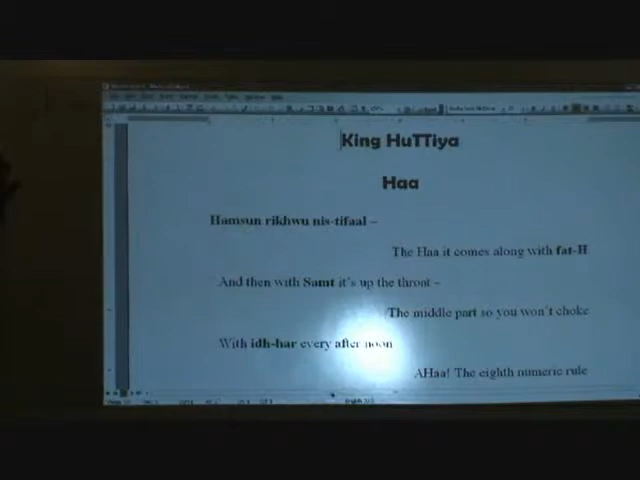 King HuTTiya
Haa
Hamsun rikhwu nis-tifaal –
The Haa it comes along with fat-H
And then with Samt it's up the throat –
The middle part so you won't choke
With idh-har every after noon
AHaa! The eighth numeric rule